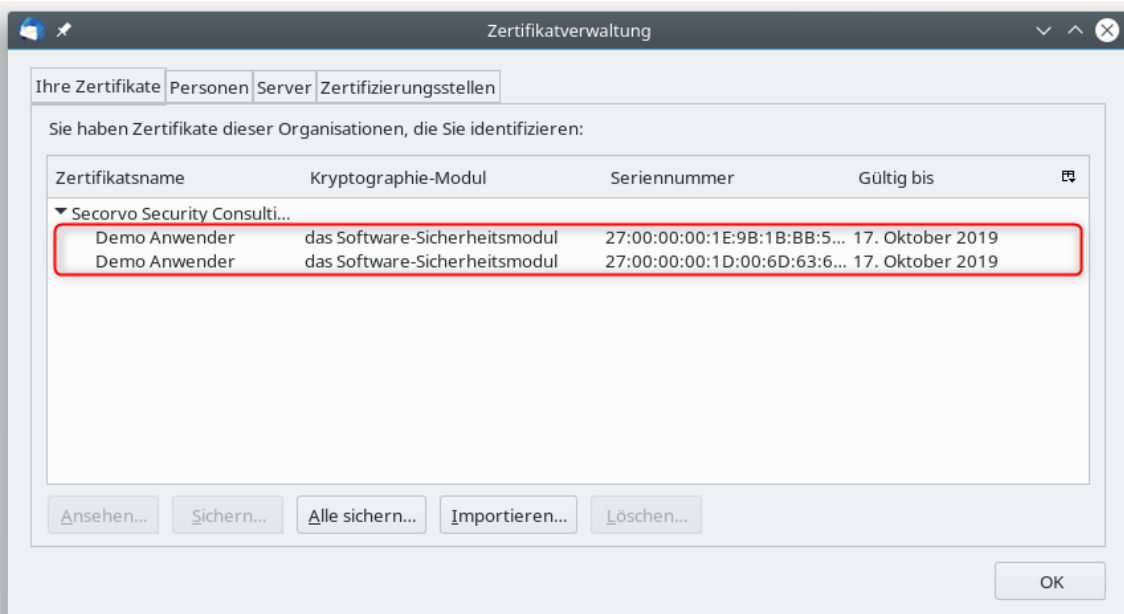 Zertifikatverwaltung
Ihre Zertifikate Personen Server Zertifizierungsstellen
Sie haben Zertifikate dieser Organisationen, die Sie identifizieren:
Zertifikatsname Kryptographie-Modul Seriennummer Gültig bis
Secorvo Security Consulti...
Demo Anwender das Software-Sicherheitsmodul 27:00:00:00:1E:9B:1B:BB:5... 17. Oktober 2019
Demo Anwender das Software-Sicherheitsmodul 27:00:00:00:1D:00:6D:63:6... 17. Oktober 2019
Ansehen... Sichern... Alle sichern... Importieren... Löschen...
OK